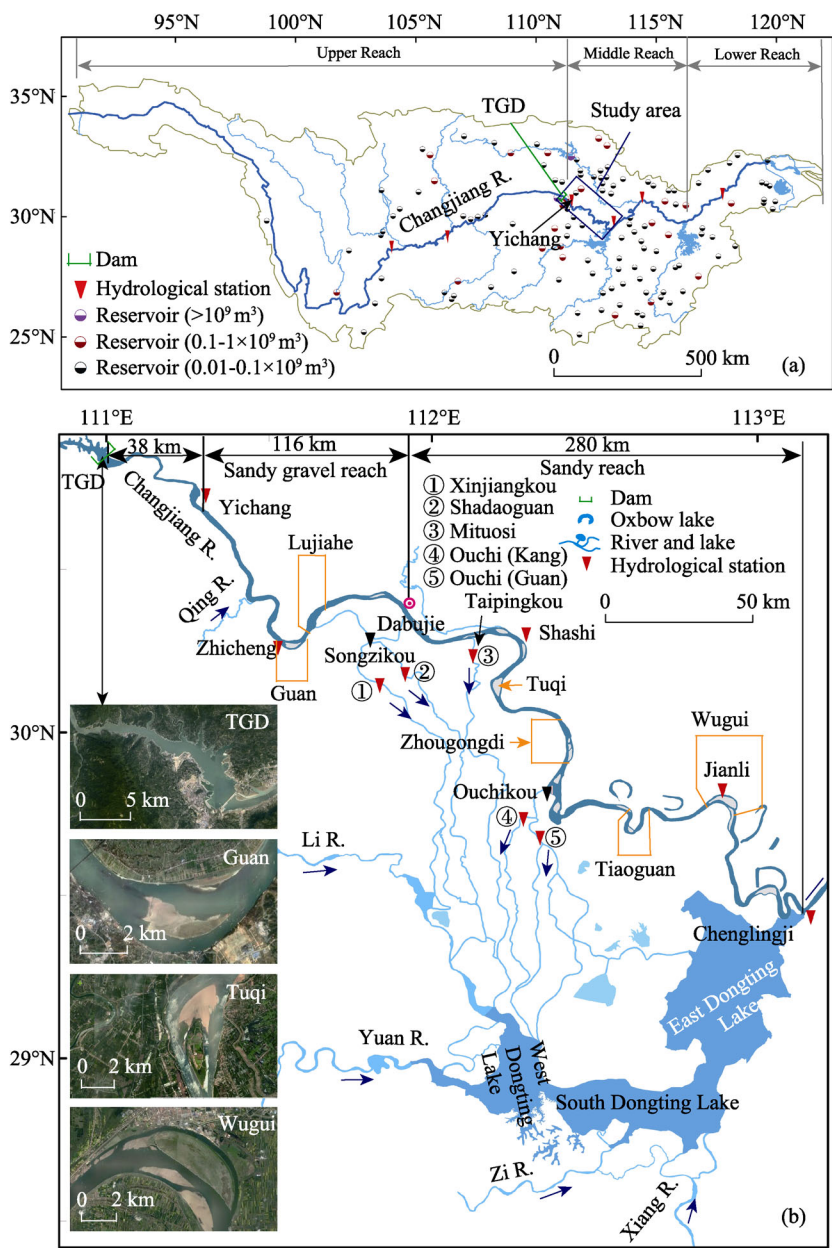 95°N 100°N 105°N 110°N 115°N 120°N
Upper Reach Middle Reach Lower Reach
35°N
TGD
Study area
30°N
Changjiang R.
Yichang
Dam
Hydrological station
Reservoir (>10⁹ m³)
25°N
Reservoir (0.1-1×10⁹ m³)
Reservoir (0.01-0.1×10⁹ m³)
0 500 km
(a)
111°E 112°E 113°E
38 km 116 km 280 km
Sandy gravel reach Sandy reach
TGD
Changjiang R.
Yichang
① Xinjiangkou
② Shadaoguan
③ Mituosi
④ Ouchi (Kang)
⑤ Ouchi (Guan)
Dam
Oxbow lake
River and lake
Hydrological station
0 50 km
Lujiahe
Qing R.
Dabujie
Taipingkou
Shashi
Zhicheng
Songzikou
Guan
① ② ③
Tuqi
30°N
Zhougongdi
Wugui
Jianli
Ouchikou
④ ⑤
Tiaoguan
TGD
0 5 km
Guan
0 2 km
Li R.
Chenglingji
East Dongting
Lake
Tuqi
0 2 km
29°N
Yuan R.
West
Dongting
Lake
South Dongting Lake
Wugui
0 2 km
Zi R.
Xiang R.
(b)